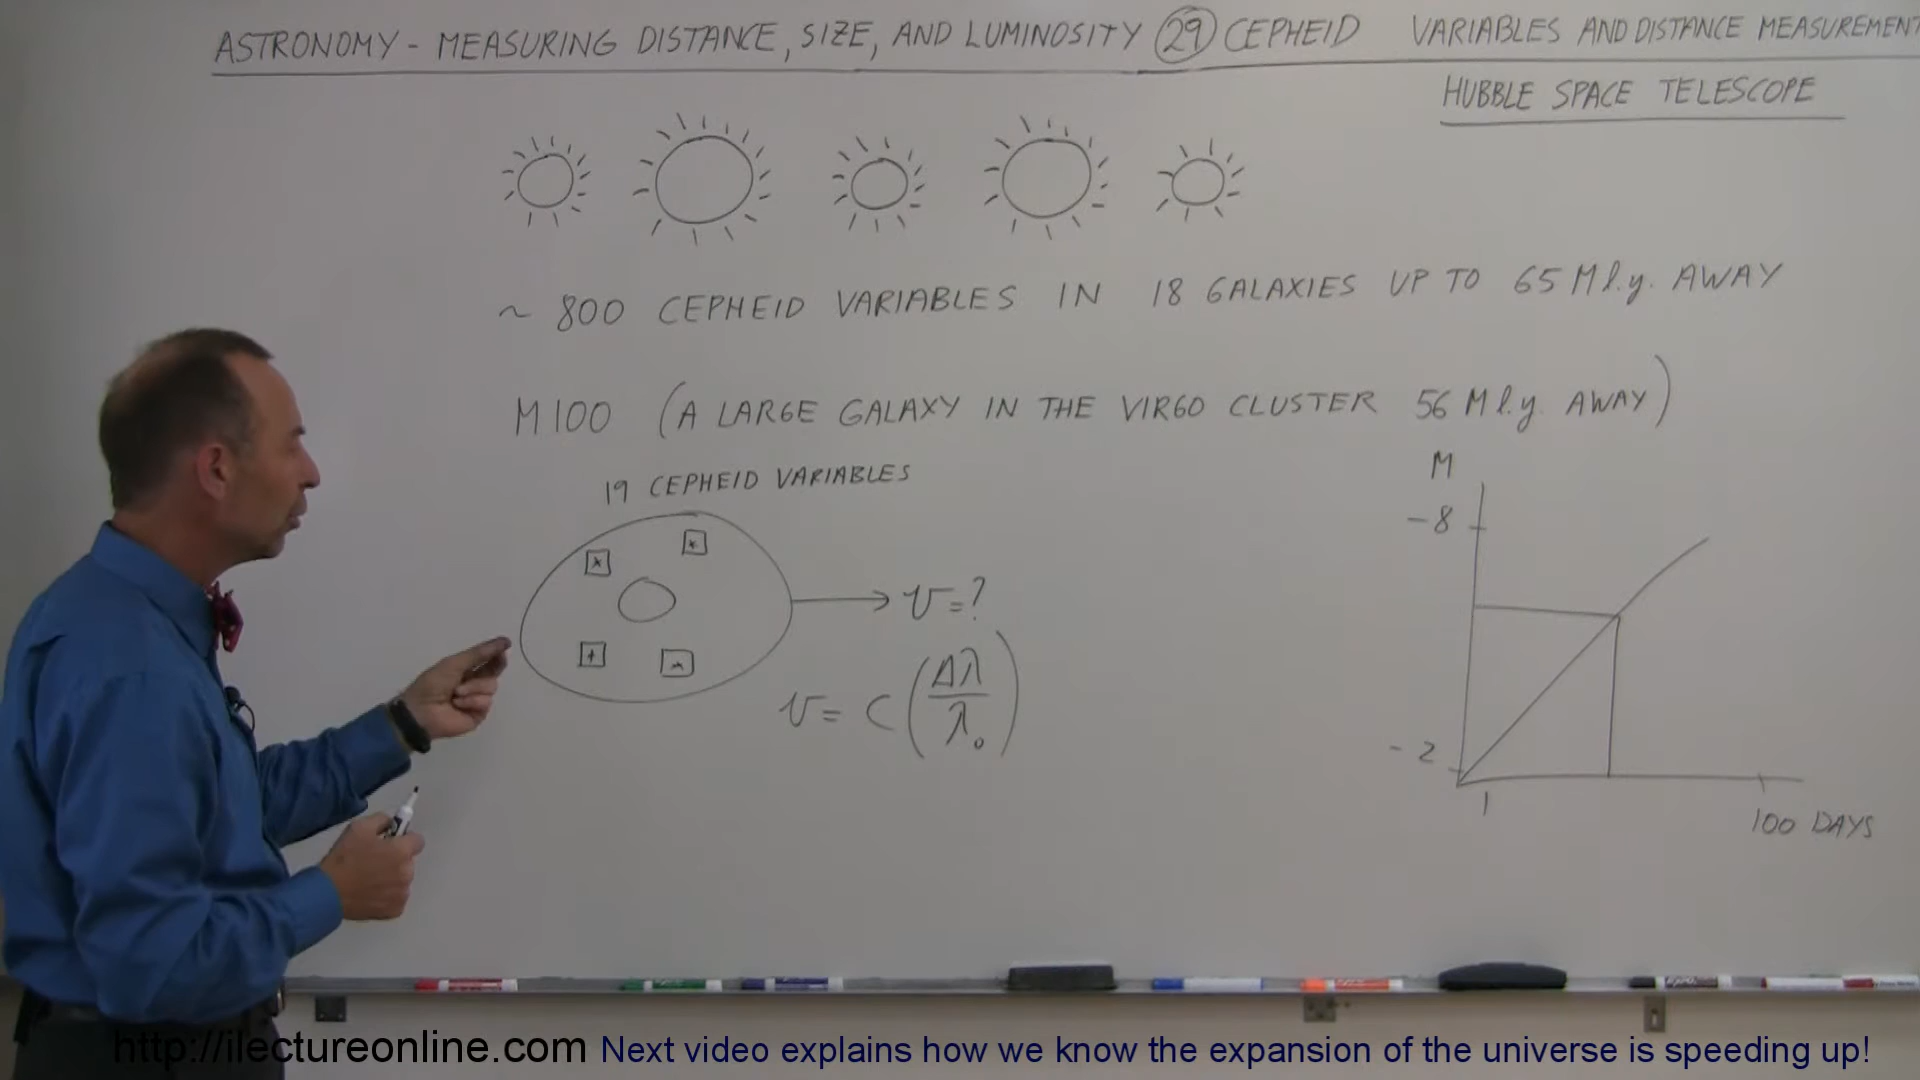 ASTRONOMY - MEASURING DISTANCE, SIZE, AND LUMINOSITY 29 CEPHEID VARIABLES AND DISTANCE MEASUREMENT
HUBBLE SPACE TELESCOPE
~ 800 CEPHEID VARIABLES IN 18 GALAXIES UP TO 65 M l.y. AWAY
M100 (A LARGE GALAXY IN THE VIRGO CLUSTER 56 M l.y. AWAY)
19 CEPHEID VARIABLES
v = ?
v = c (Δλ/λ₀)
M
-8
-2
1
100 DAYS
http://ilectureonline.com Next video explains how we know the expansion of the universe is speeding up!